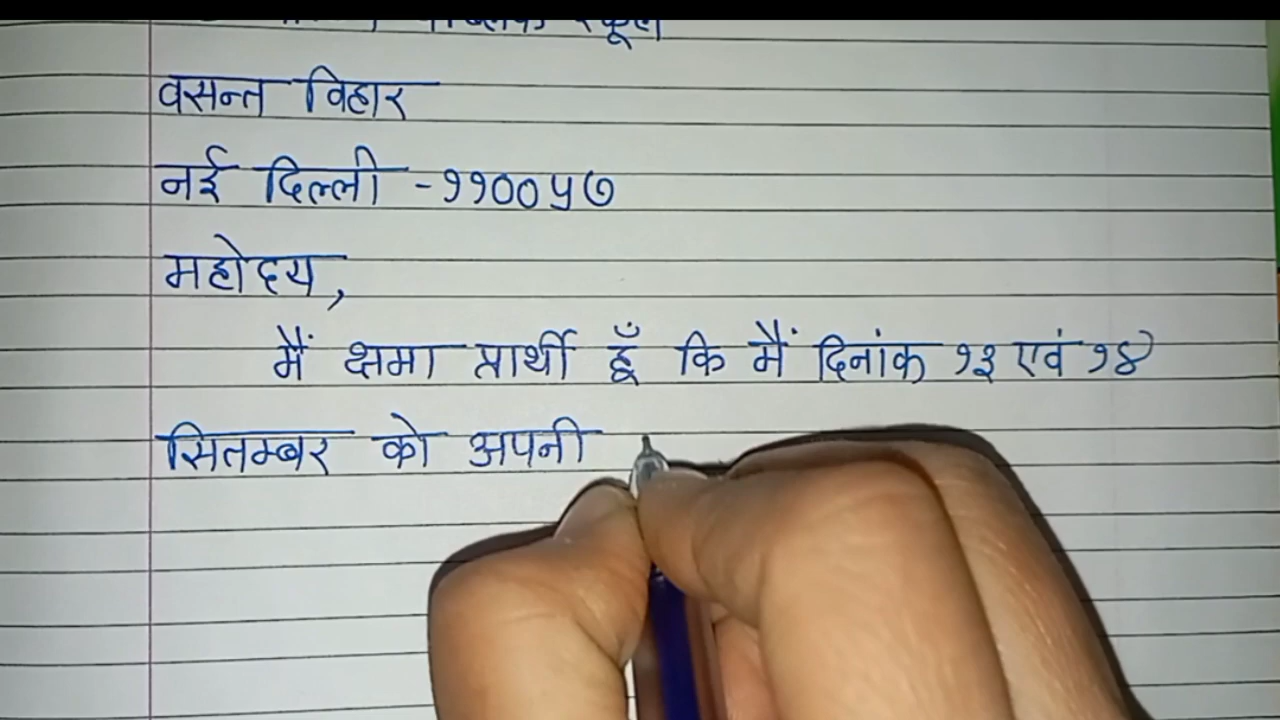 स्कूल
वसन्त विहार
नई दिल्ली -११००५७
महोदय,
मैं क्षमा प्रार्थी हूँ कि मैं दिनांक १३ एवं १४
सितम्बर को अपनी